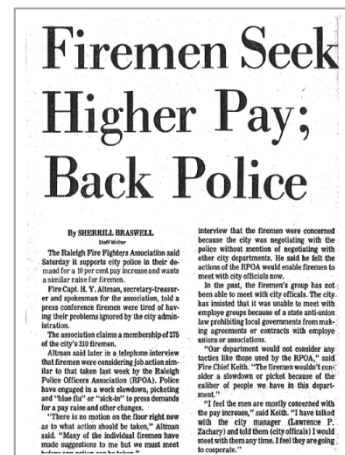 Firemen Seek
Higher Pay;
Back Police
By SHERRILL BRASWELL
Staff Writer
The Raleigh Fire Fighters Association said
Saturday it supports city police in their de-
mand for a 10 per cent pay increase and wants
a similar raise for firemen.
Fire Capt. H. Y. Altman, secretary-treasur-
er and spokesman for the association, told a
press conference firemen were tired of hav-
ing their problems ignored by the city admin-
istration.
The association claims a membership of 275
of the city's 310 firemen.
Altman said later in a telephone interview
that firemen were considering job action sim-
ilar to that taken last week by the Raleigh
Police Officers Association (RPOA). Police
have engaged in a work slowdown, picketing
and "blue flu" or "sick-in" to press demands
for a pay raise and other changes.
"There is no motion on the floor right now
as to what action should be taken," Altman
said. "Many of the individual firemen have
made suggestions to me but we must meet
before any action can be taken."
interview that the firemen were concerned
because the city was negotiating with the
police without mention of negotiating with
other city departments. He said he felt the
actions of the RPOA would enable firemen to
meet with city officials now.
In the past, the firemen's group has not
been able to meet with city officials. The city
has insisted that it was unable to meet with
employe groups because of a state anti-union
law prohibiting local governments from mak-
ing agreements or contracts with employe
unions or associations.
"Our department would not consider any
tactics like those used by the RPOA," said
Fire Chief Keith. "The firemen wouldn't con-
sider a slowdown or picket because of the
caliber of people we have in this depart-
ment."
"I feel the men are mostly concerned with
the pay increase," said Keith. "I have talked
with the city manager (Lawrence P.
Zachary) and told them (city officals) I would
meet with them any time. I feel they are going
to cooperate."